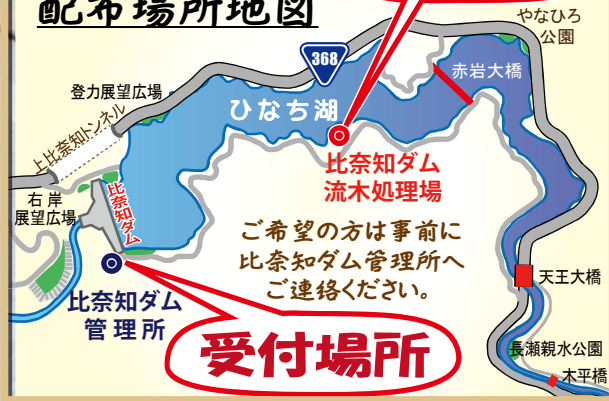 配布場所地図
やなひろ
公園
368
赤岩大橋
登力展望広場
ひなち湖
上比奈知トンネル
比奈知ダム
流木処理場
右岸
展望広場
比奈知ダム
ご希望の方は事前に
比奈知ダム管理所へ
ご連絡ください。
天王大橋
比奈知ダム
管理所
受付場所
長瀬親水公園
木平橋